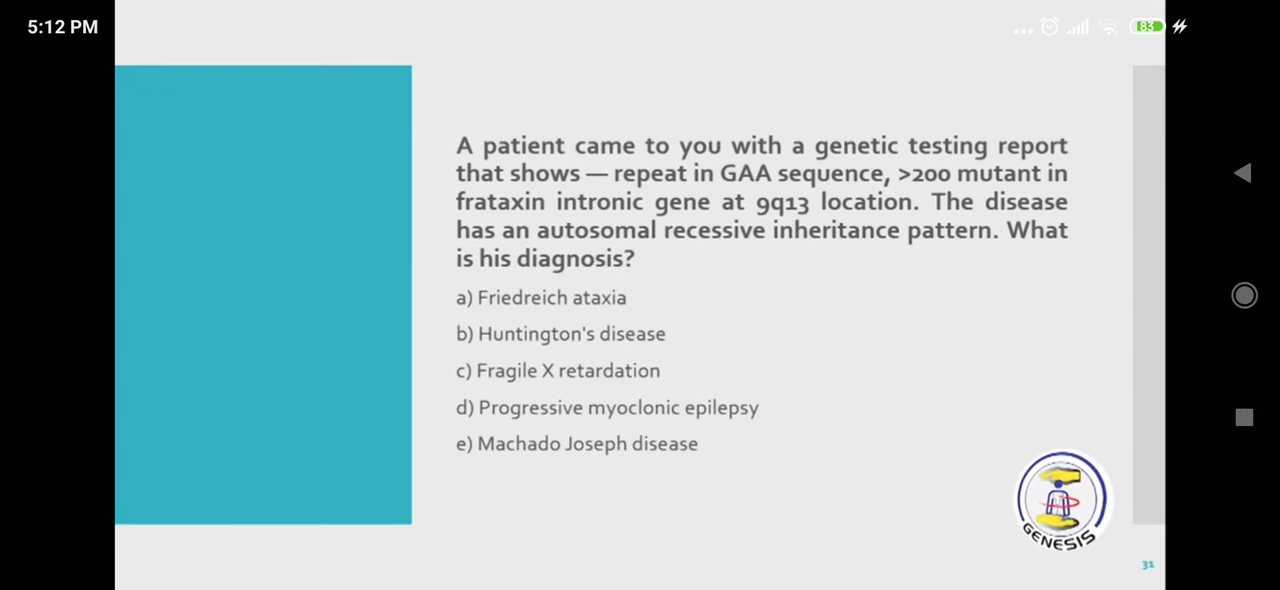 5:12 PM
83
A patient came to you with a genetic testing report
that shows — repeat in GAA sequence, >200 mutant in
frataxin intronic gene at 9q13 location. The disease
has an autosomal recessive inheritance pattern. What
is his diagnosis?
a) Friedreich ataxia
b) Huntington's disease
c) Fragile X retardation
d) Progressive myoclonic epilepsy
e) Machado Joseph disease
GENESIS
31